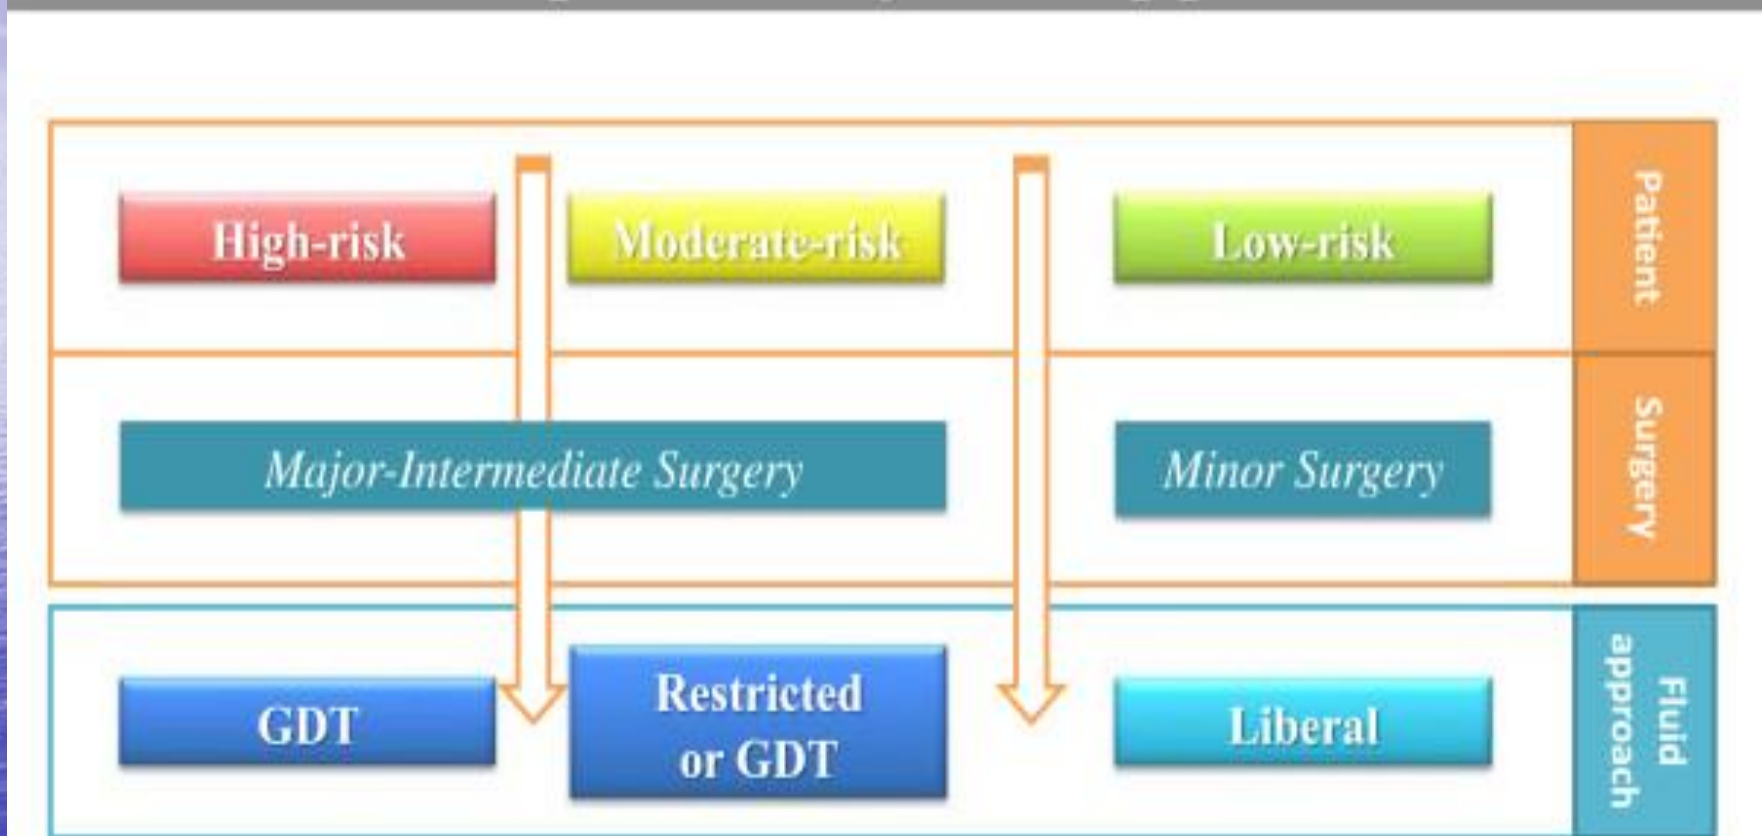 High-risk
Moderate-risk
Low-risk
Patient
Major-Intermediate Surgery
Minor Surgery
Surgery
GDT
Restricted
or GDT
Liberal
Fluid
approach